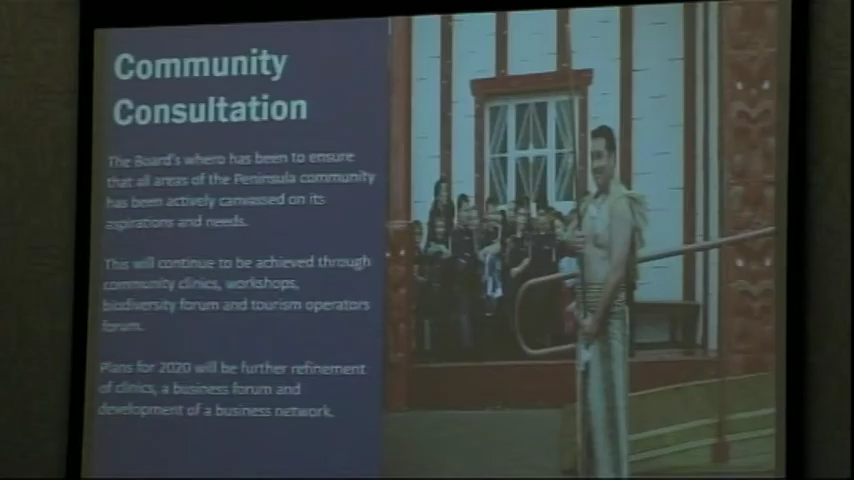 Community
Consultation
The Board's whero has been to ensure
that all areas of the Peninsula community
has been actively canvassed on its
aspirations and needs.
This will continue to be achieved through
community clinics, workshops,
biodiversity forum and tourism operators
forum.
Plans for 2020 will be further refinement
of clinics, a business forum and
development of a business network.